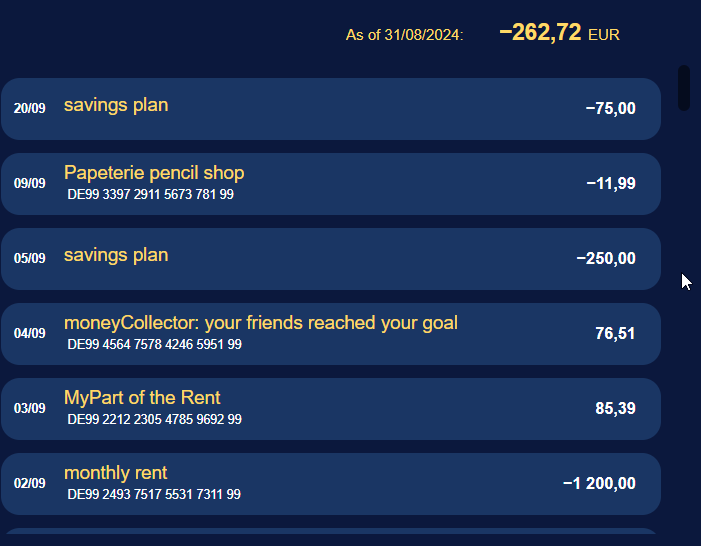 As of 31/08/2024: −262,72 EUR
20/09 savings plan −75,00
09/09 Papeterie pencil shop −11,99
DE99 3397 2911 5673 781 99
05/09 savings plan −250,00
04/09 moneyCollector: your friends reached your goal 76,51
DE99 4564 7578 4246 5951 99
03/09 MyPart of the Rent 85,39
DE99 2212 2305 4785 9692 99
02/09 monthly rent −1 200,00
DE99 2493 7517 5531 7311 99